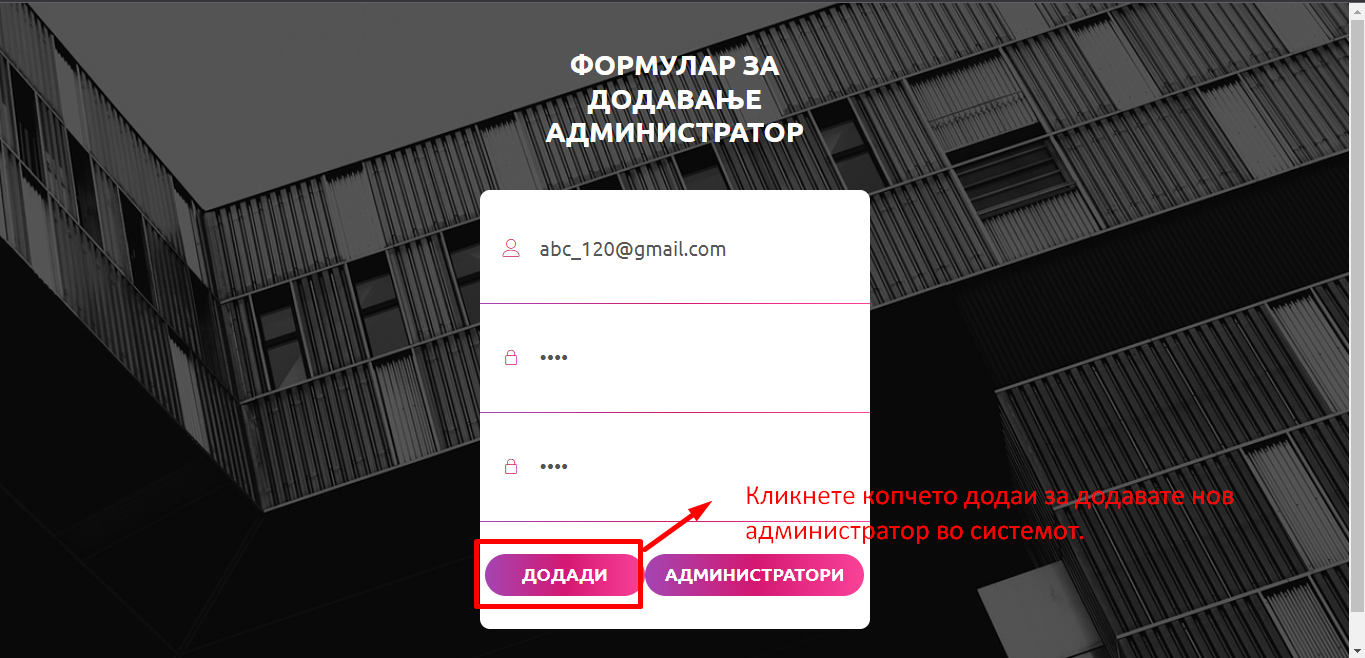 ФОРМУЛАР ЗА
ДОДАВАЊЕ
АДМИНИСТРАТОР
abc_120@gmail.com
••••
••••
Кликнете копчето додаи за додавате нов
администратор во системот.
ДОДАДИ АДМИНИСТРАТОРИ